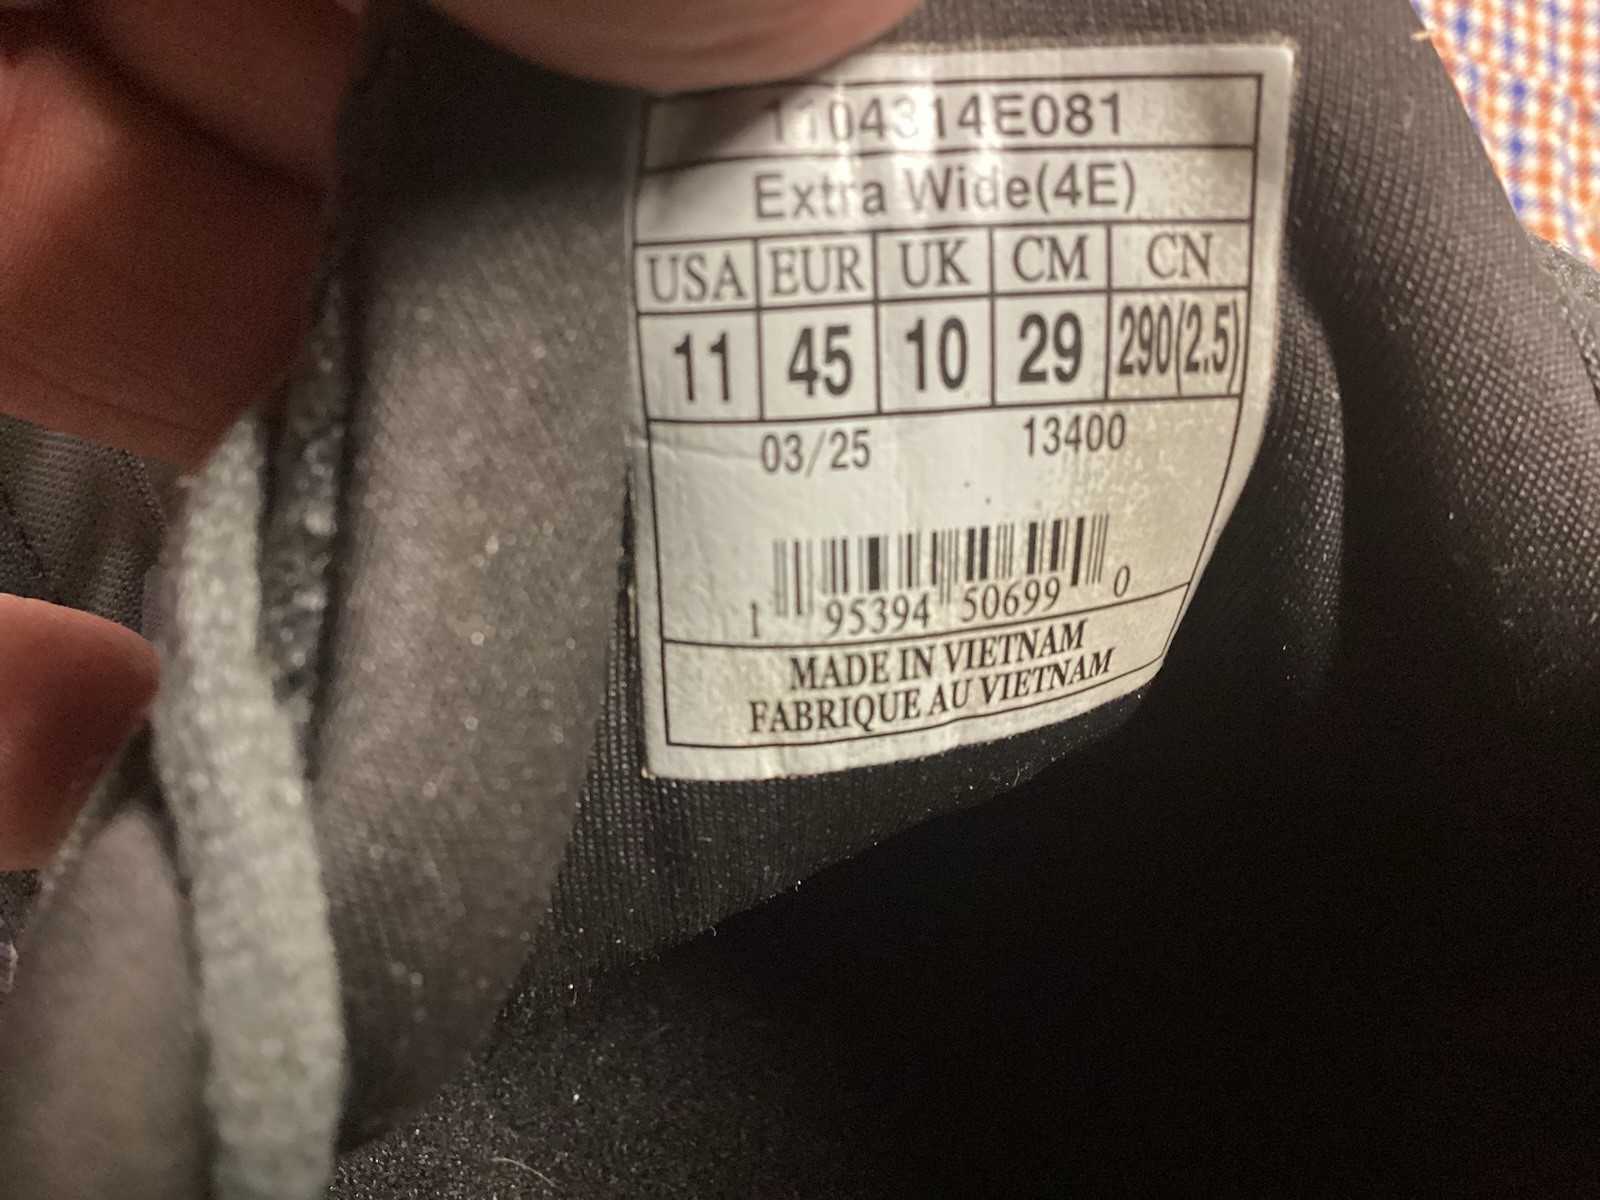 1104314E081
Extra Wide(4E)
USA EUR UK CM CN
11 45 10 29 290(2.5)
03/25 13400
1 95394 50699 0
MADE IN VIETNAM
FABRIQUE AU VIETNAM